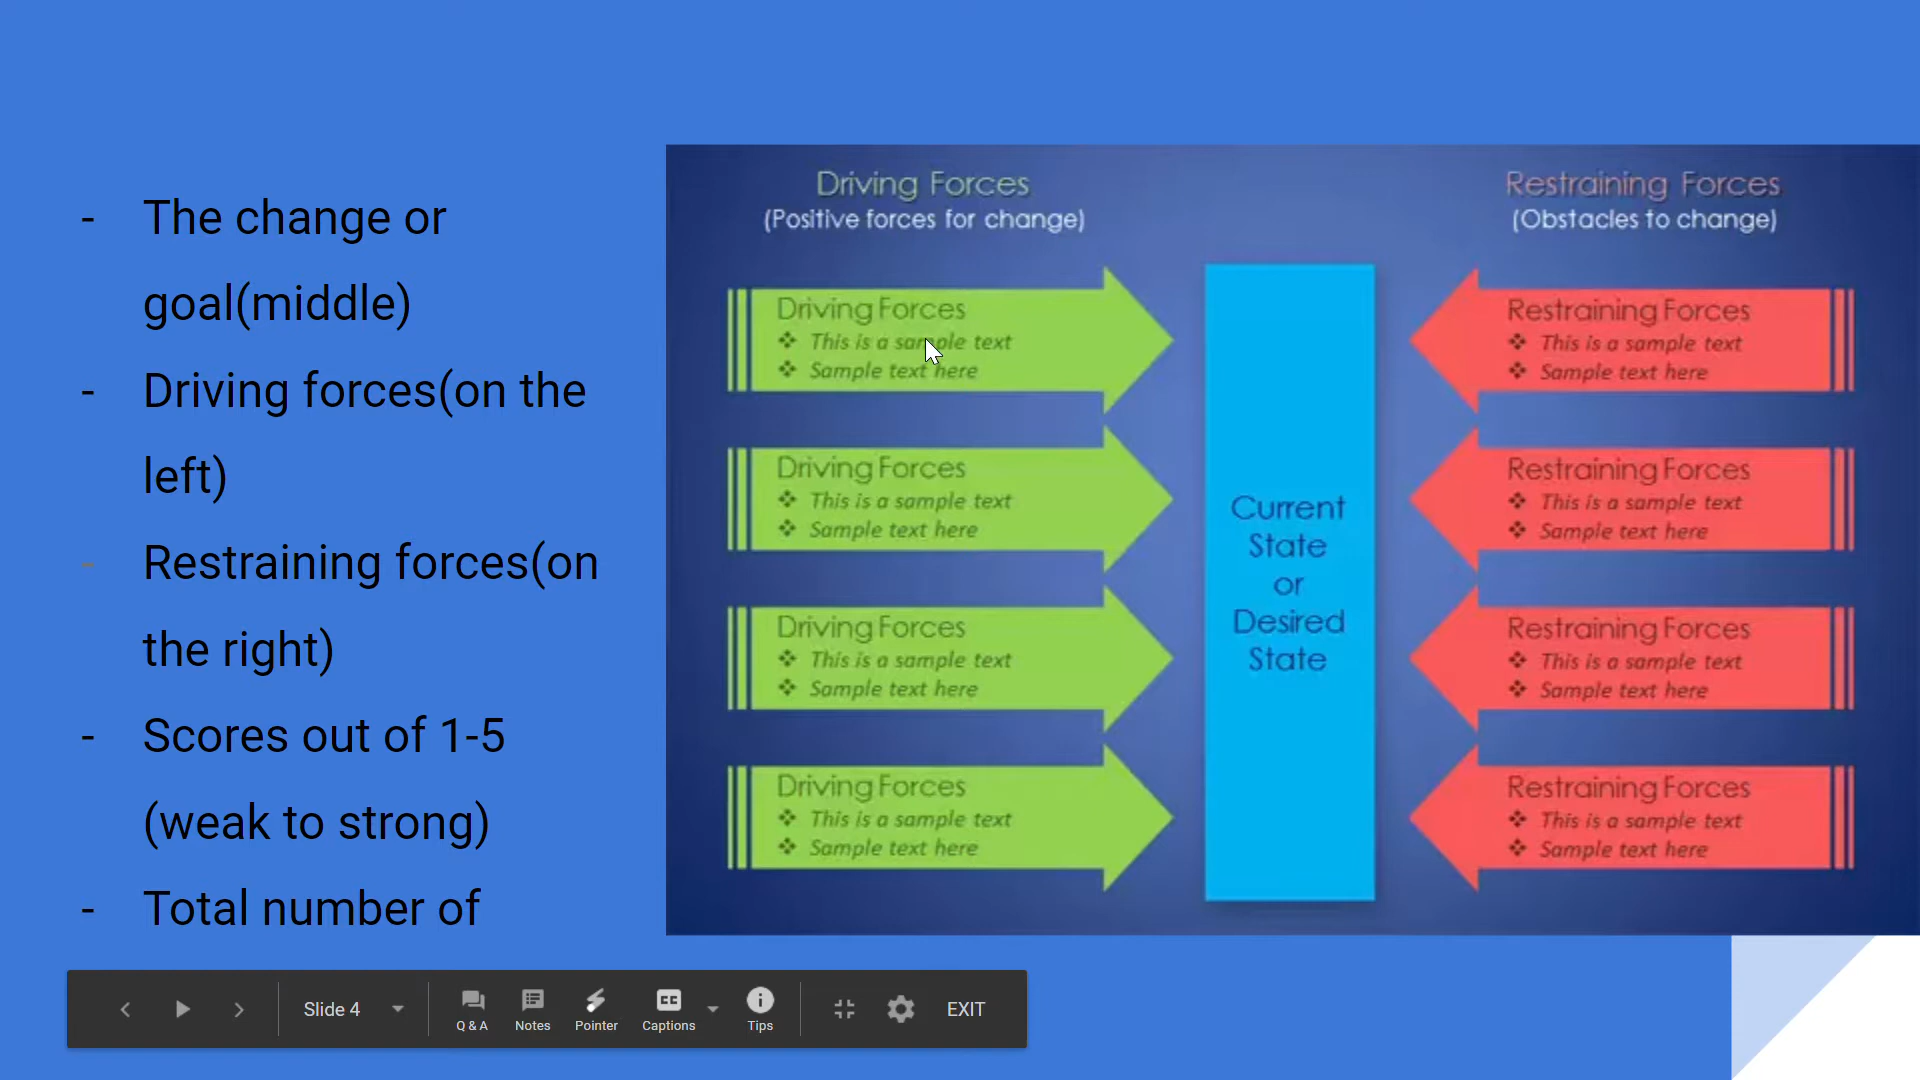 - The change or
goal(middle)
- Driving forces(on the
left)
- Restraining forces(on
the right)
- Scores out of 1-5
(weak to strong)
- Total number of
Driving Forces
(Positive forces for change)
Driving Forces
❖ This is a sample text
❖ Sample text here
Driving Forces
❖ This is a sample text
❖ Sample text here
Driving Forces
❖ This is a sample text
❖ Sample text here
Driving Forces
❖ This is a sample text
❖ Sample text here
Current
State
or
Desired
State
Restraining Forces
(Obstacles to change)
Restraining Forces
❖ This is a sample text
❖ Sample text here
Restraining Forces
❖ This is a sample text
❖ Sample text here
Restraining Forces
❖ This is a sample text
❖ Sample text here
Restraining Forces
❖ This is a sample text
❖ Sample text here
Slide 4
Q & A
Notes
Pointer
CC
Captions
Tips
EXIT